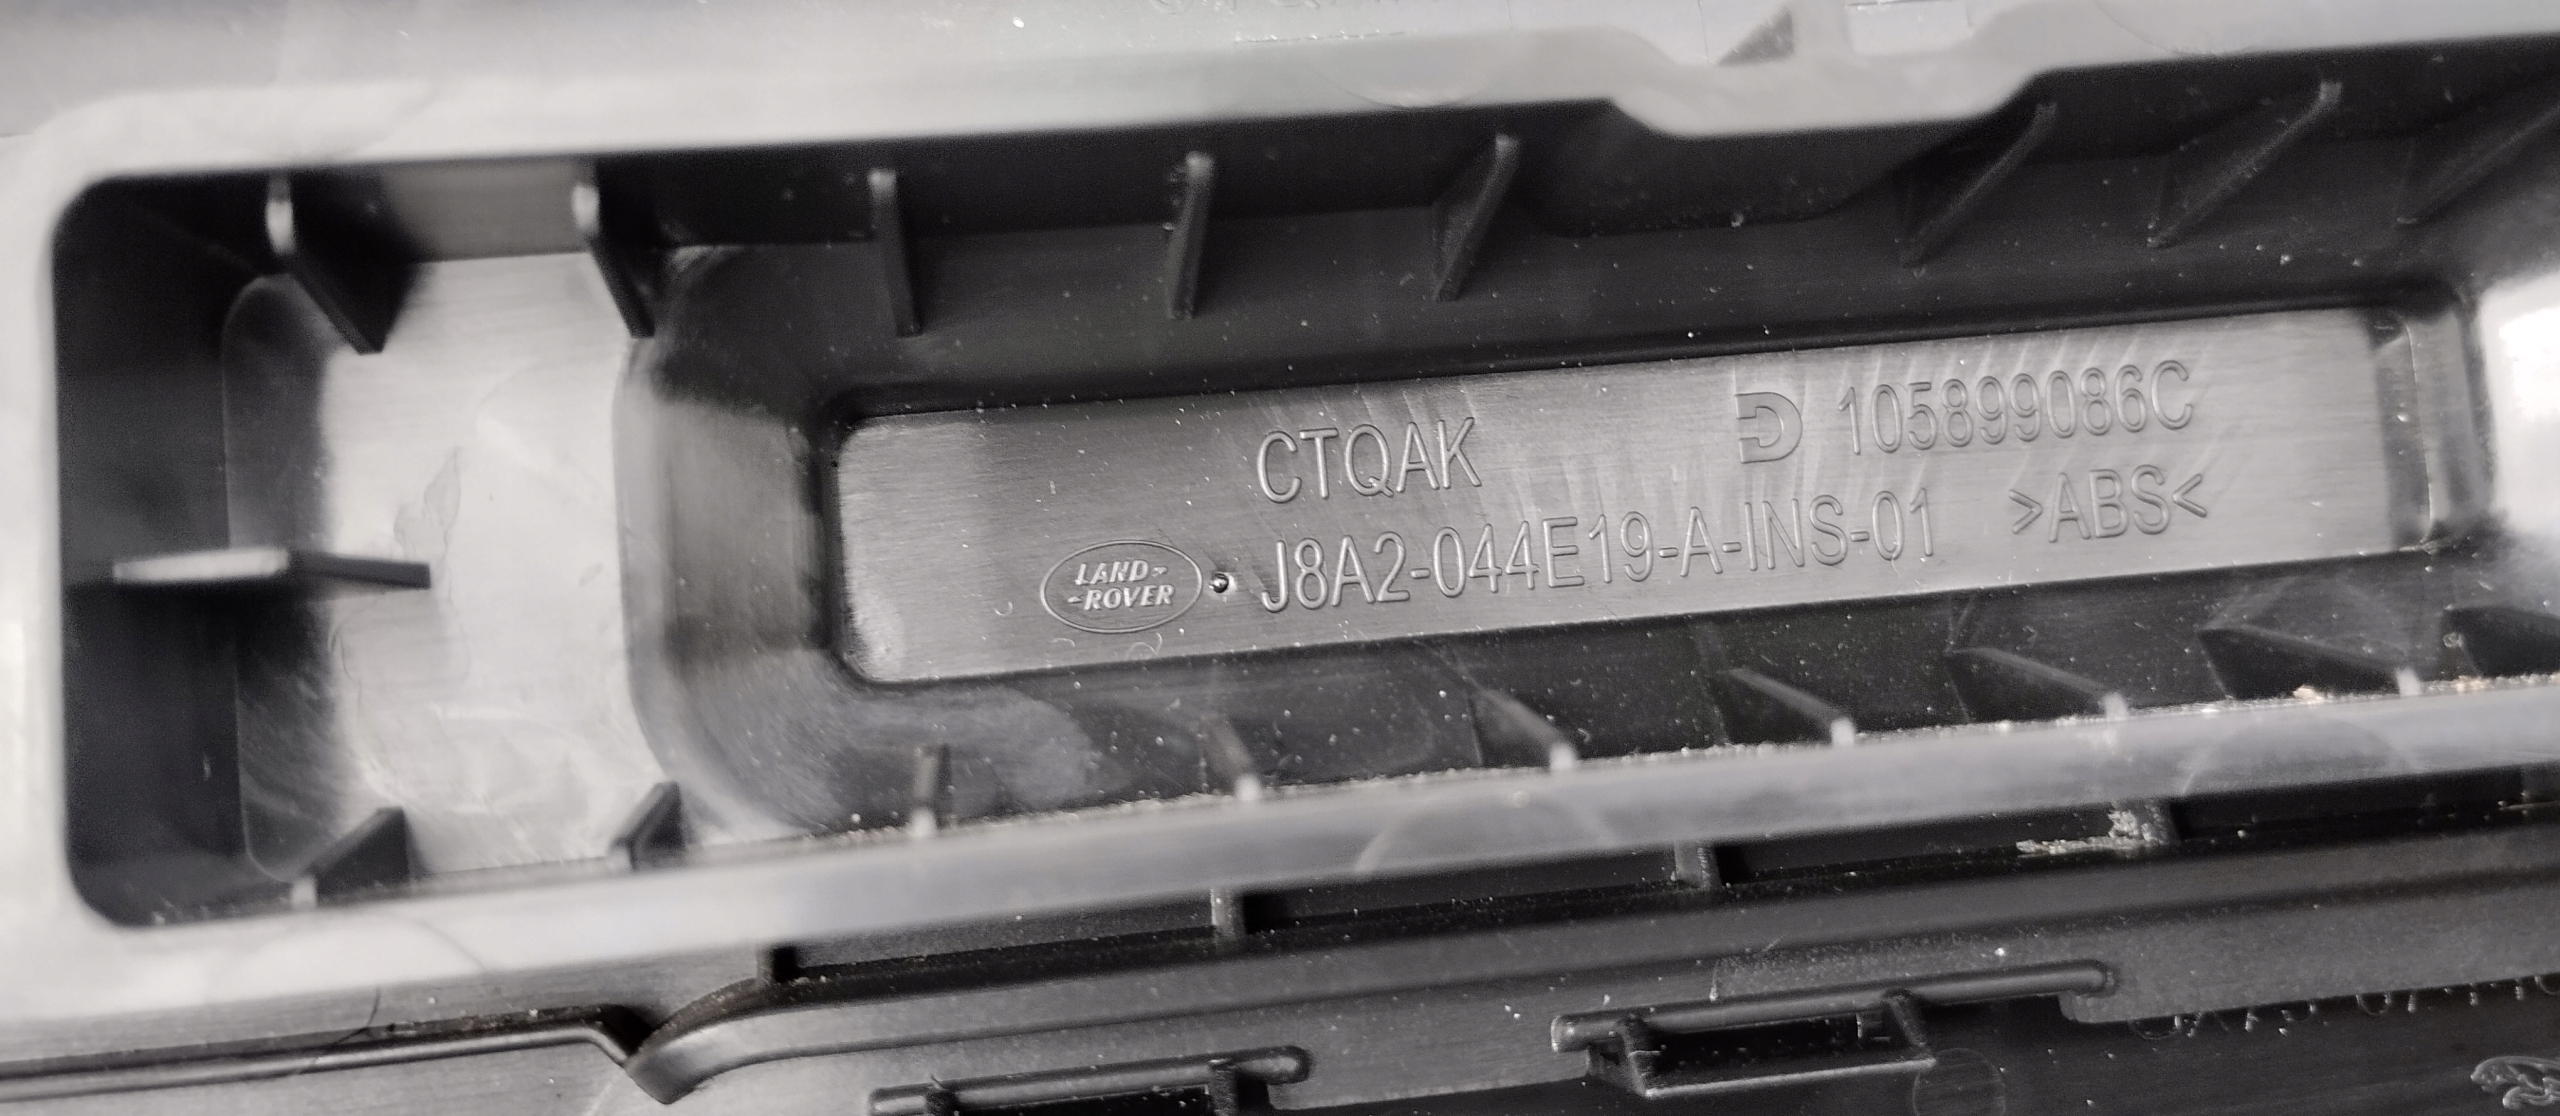 CTQAK
105899086C
LAND-
-ROVER
J8A2-044E19-A-INS-01 >ABS<